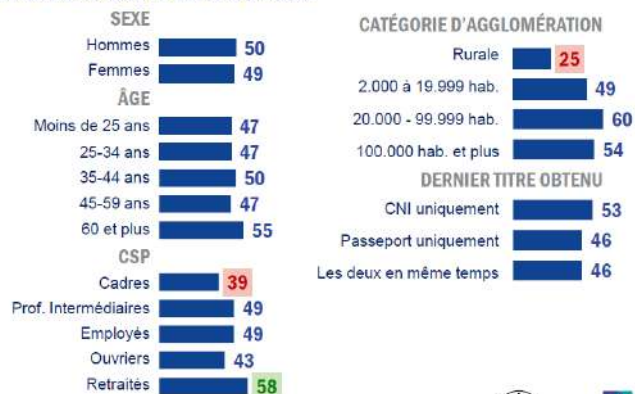 SEXE
Hommes 50
Femmes 49
ÂGE
Moins de 25 ans 47
25-34 ans 47
35-44 ans 50
45-59 ans 47
60 et plus 55
CSP
Cadres 39
Prof. Intermédiaires 49
Employés 49
Ouvriers 43
Retraités 58
CATÉGORIE D'AGGLOMÉRATION
Rurale 25
2.000 à 19.999 hab. 49
20.000 - 99.999 hab. 60
100.000 hab. et plus 54
DERNIER TITRE OBTENU
CNI uniquement 53
Passeport uniquement 46
Les deux en même temps 46